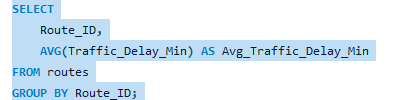 SELECT
Route_ID,
AVG(Traffic_Delay_Min) AS Avg_Traffic_Delay_Min
FROM routes
GROUP BY Route_ID;